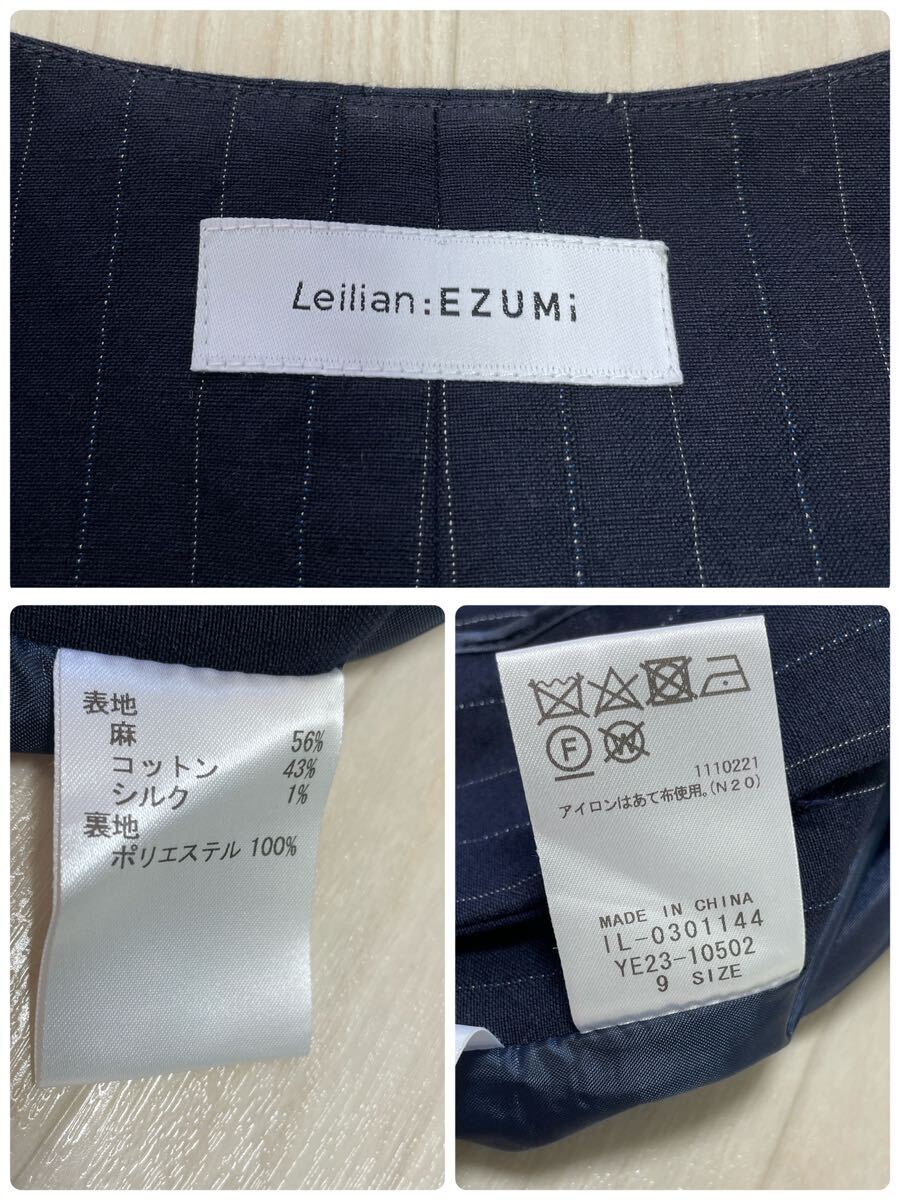 Leilian:EZUMi
表地
麻 56%
コットン 43%
シルク 1%
裏地
ポリエステル 100%
F W
1110221
アイロンはあて布使用。(N20)
MADE IN CHINA
IL-0301144
YE23-10502
9 SIZE